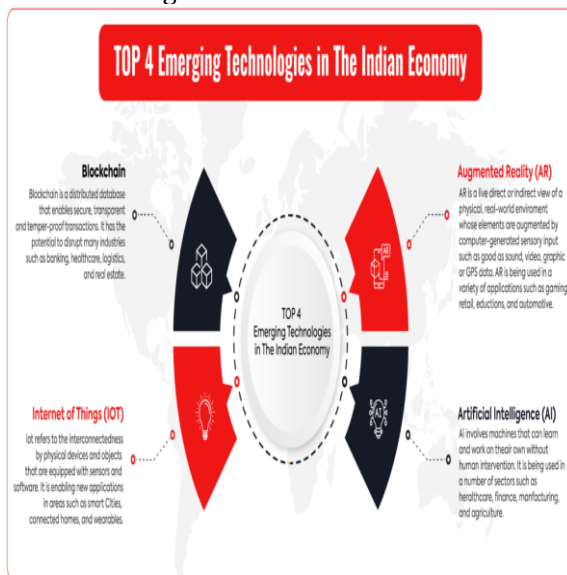 TOP 4 Emerging Technologies in The Indian Economy
Blockchain
Blockchain is a distributed database
that enables secure, transparent
and temper-proof transactions. It has the
potential to disrupt many industries
such as banking, healthcare, logistics,
and real estate.
Augmented Reality (AR)
AR is a live direct or indirect view of a
physical, real-world enviroment
whose elements are augmented by
computer-generated sensory input
such as good as sound, video, graphic
or GPS data. AR is being used in a
variety of applications such as gaming
retail, eductions, and automotive.
TOP 4
Emerging Technologies
in The Indian Economy
Internet of Things (IOT)
Iot refers to the interconnectedness
by physical devices and objects
that are equipped with sensors and
software. It is enabling new applications
in areas such as smart Cities,
connected homes, and wearables.
Artificial Intelligence (AI)
AI involves machines that can learn
and work on theair own without
human intervention. It is being used in
a number of sectors such as
heralthcare, finance, manfacturing,
and agriculture.
AI